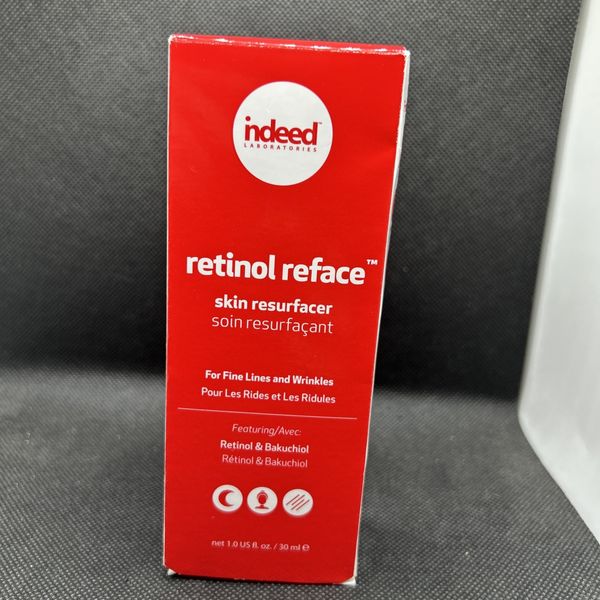 indeed™
LABORATORIES
retinol reface™
skin resurfacer
soin resurfaçant
For Fine Lines and Wrinkles
Pour Les Rides et Les Ridules
Featuring/Avec:
Retinol & Bakuchiol
Rétinol & Bakuchiol
net 1.0 US fl. oz. / 30 ml ℮